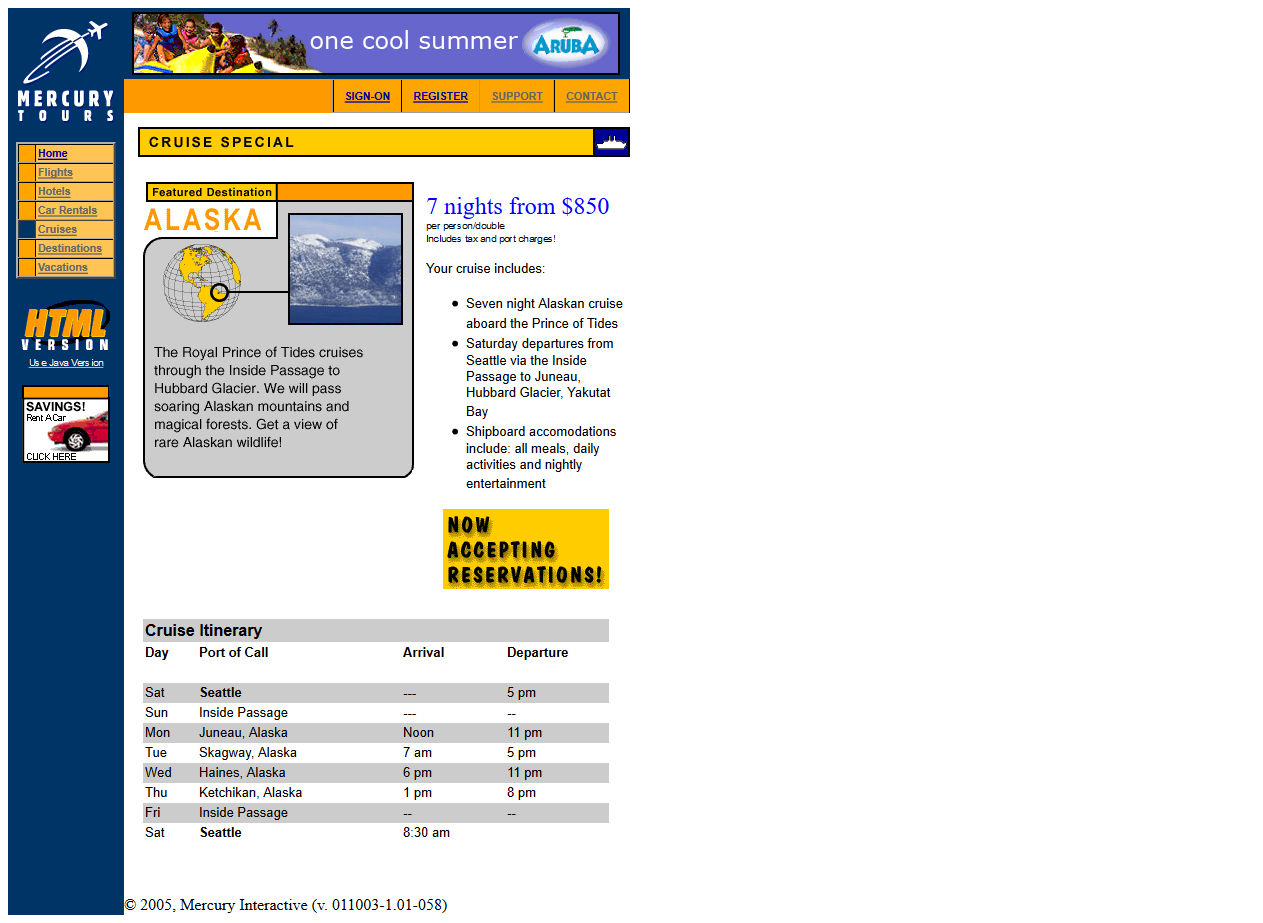 one cool summer ARUBA
MERCURY
TOURS
SIGN-ON REGISTER SUPPORT CONTACT
CRUISE SPECIAL
Home
Flights
Hotels
Car Rentals
Cruises
Destinations
Vacations
HTML
VERSION
Use Java Version
SAVINGS!
Rent A Car
CLICK HERE
Featured Destination
ALASKA
The Royal Prince of Tides cruises
through the Inside Passage to
Hubbard Glacier. We will pass
soaring Alaskan mountains and
magical forests. Get a view of
rare Alaskan wildlife!
7 nights from $850
per person/double
Includes tax and port charges!
Your cruise includes:
Seven night Alaskan cruise
aboard the Prince of Tides
Saturday departures from
Seattle via the Inside
Passage to Juneau,
Hubbard Glacier, Yakutat
Bay
Shipboard accomodations
include: all meals, daily
activities and nightly
entertainment
NOW
ACCEPTING
RESERVATIONS!
Cruise Itinerary
Day Port of Call Arrival Departure
Sat Seattle --- 5 pm
Sun Inside Passage --- --
Mon Juneau, Alaska Noon 11 pm
Tue Skagway, Alaska 7 am 5 pm
Wed Haines, Alaska 6 pm 11 pm
Thu Ketchikan, Alaska 1 pm 8 pm
Fri Inside Passage -- --
Sat Seattle 8:30 am
© 2005, Mercury Interactive (v. 011003-1.01-058)